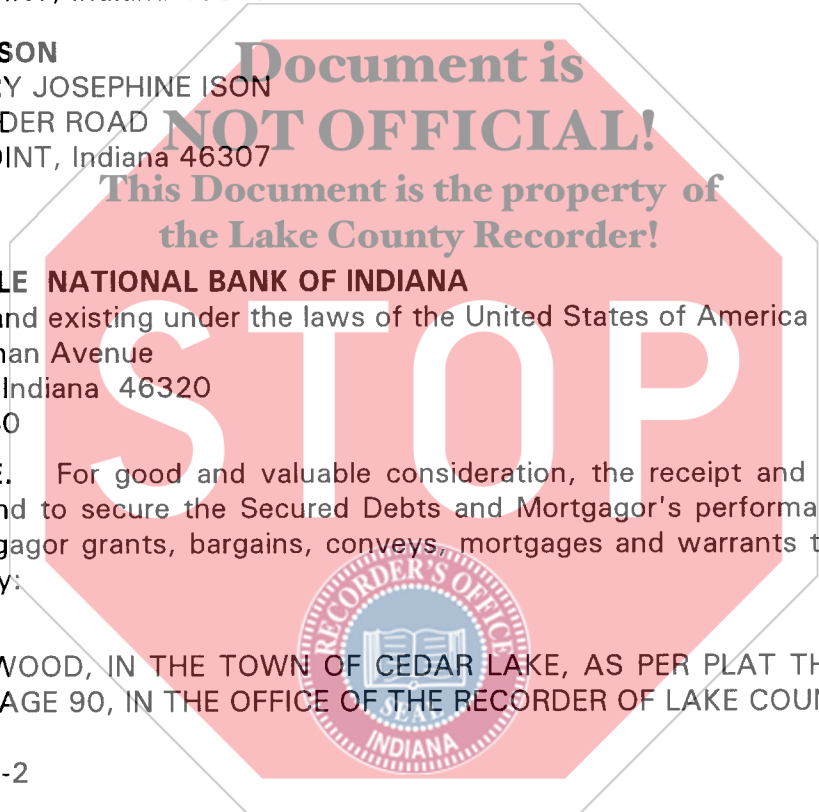 SON
Document is
Y JOSEPHINE ISON
DER ROAD
NOT OFFICIAL!
INT, Indiana 46307
This Document is the property of
the Lake County Recorder!
LE NATIONAL BANK OF INDIANA
and existing under the laws of the United States of America
nan Avenue
Indiana 46320
0
STOP
E. For good and valuable consideration, the receipt and
nd to secure the Secured Debts and Mortgagor's performa
gagor grants, bargains, conveys, mortgages and warrants t
y:
RECORDER'S OFFICE
WOOD, IN THE TOWN OF CEDAR LAKE, AS PER PLAT TH
AGE 90, IN THE OFFICE OF THE RECORDER OF LAKE COUN
SEAL
INDIANA
-2